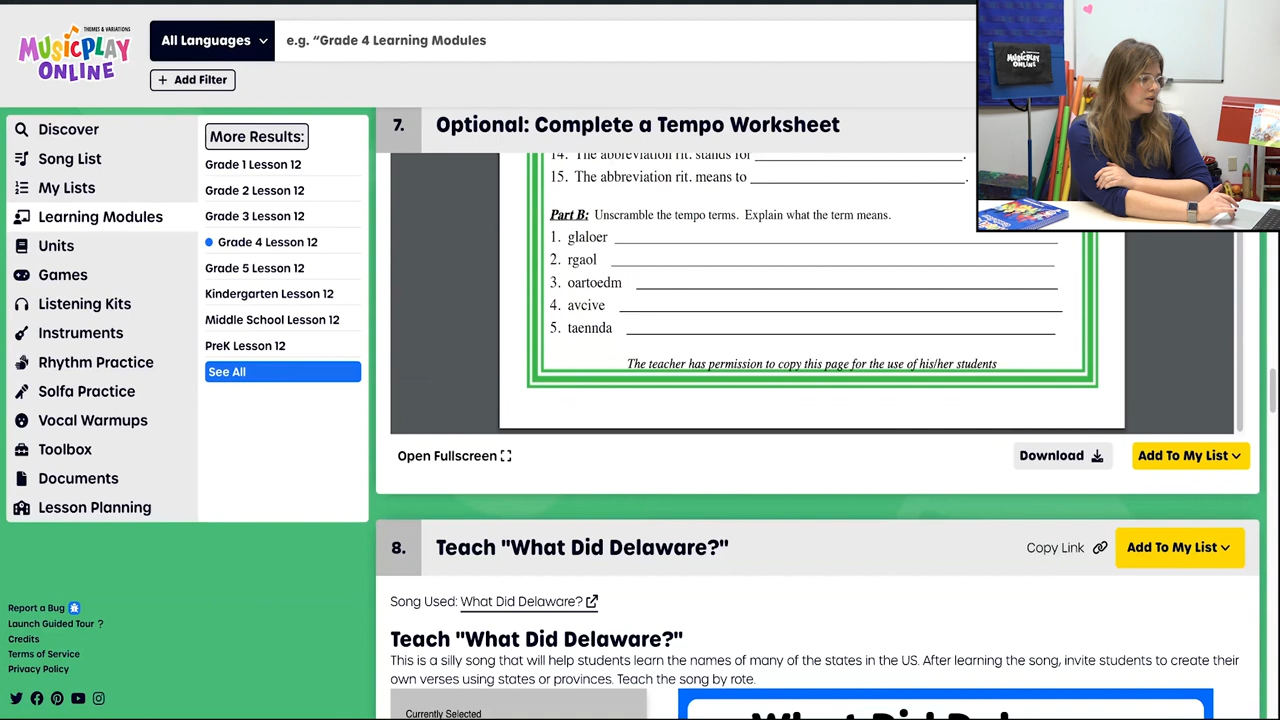 THEMES & VARIATIONS
MUSICPLAY
ONLINE
All Languages
e.g. “Grade 4 Learning Modules
+ Add Filter
MUSICPLAY
ONLINE
Discover
Song List
My Lists
Learning Modules
Units
Games
Listening Kits
Instruments
Rhythm Practice
Solfa Practice
Vocal Warmups
Toolbox
Documents
Lesson Planning
More Results:
Grade 1 Lesson 12
Grade 2 Lesson 12
Grade 3 Lesson 12
Grade 4 Lesson 12
Grade 5 Lesson 12
Kindergarten Lesson 12
Middle School Lesson 12
PreK Lesson 12
See All
7. Optional: Complete a Tempo Worksheet
14. The abbreviation rit. stands for ____________________.
15. The abbreviation rit. means to ____________________.
Part B: Unscramble the tempo terms. Explain what the term means.
1. glaloer
2. rgaol
3. oartoedm
4. avcive
5. taennda
The teacher has permission to copy this page for the use of his/her students
Open Fullscreen
Download
Add To My List
8. Teach "What Did Delaware?"
Copy Link
Add To My List
Song Used: What Did Delaware?
Teach "What Did Delaware?"
This is a silly song that will help students learn the names of many of the states in the US. After learning the song, invite students to create their
own verses using states or provinces. Teach the song by rote.
Currently Selected
Report a Bug
Launch Guided Tour ?
Credits
Terms of Service
Privacy Policy